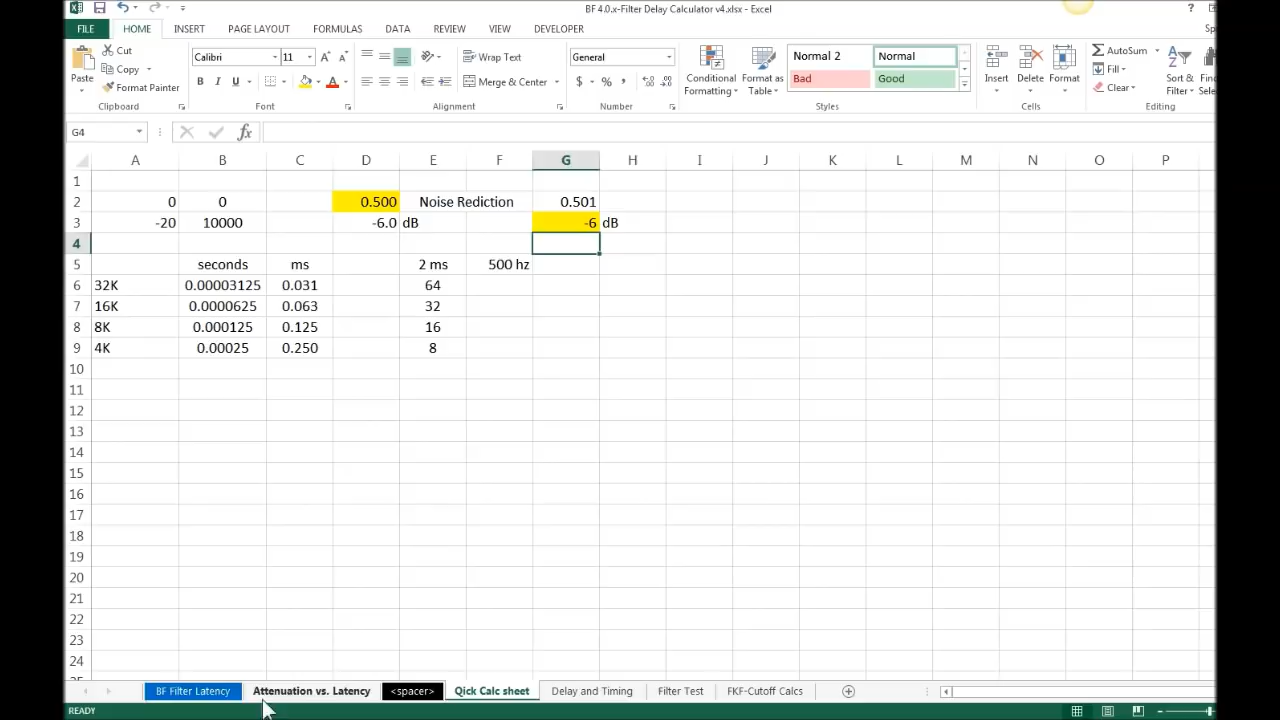 BF 4.0.x-Filter Delay Calculator v4.xlsx - Excel
FILE HOME INSERT PAGE LAYOUT FORMULAS DATA REVIEW VIEW DEVELOPER
Paste
Cut
Copy
Format Painter
Clipboard
Calibri 11
B I U
Font
Wrap Text
Merge & Center
Alignment
General
$ % ,
Number
Conditional Formatting
Format as Table
Normal 2 Normal
Bad Good
Styles
Insert Delete Format
Cells
AutoSum
Fill
Clear
Sort & Filter
Editing
G4 fx
A B C D E F G H I J K L M N O P
1
2 0 0 0.500 Noise Rediction 0.501
3 -20 10000 -6.0 dB -6 dB
4
5 seconds ms 2 ms 500 hz
6 32K 0.00003125 0.031 64
7 16K 0.0000625 0.063 32
8 8K 0.000125 0.125 16
9 4K 0.00025 0.250 8
10
11
12
13
14
15
16
17
18
19
20
21
22
23
24
BF Filter Latency Attenuation vs. Latency <spacer> Qick Calc sheet Delay and Timing Filter Test FKF-Cutoff Calcs
READY